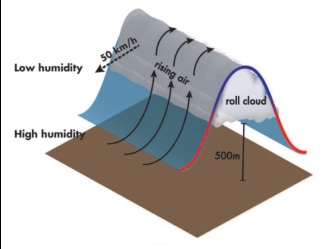 50 km/h
Low humidity
rising air
roll cloud
High humidity
500m